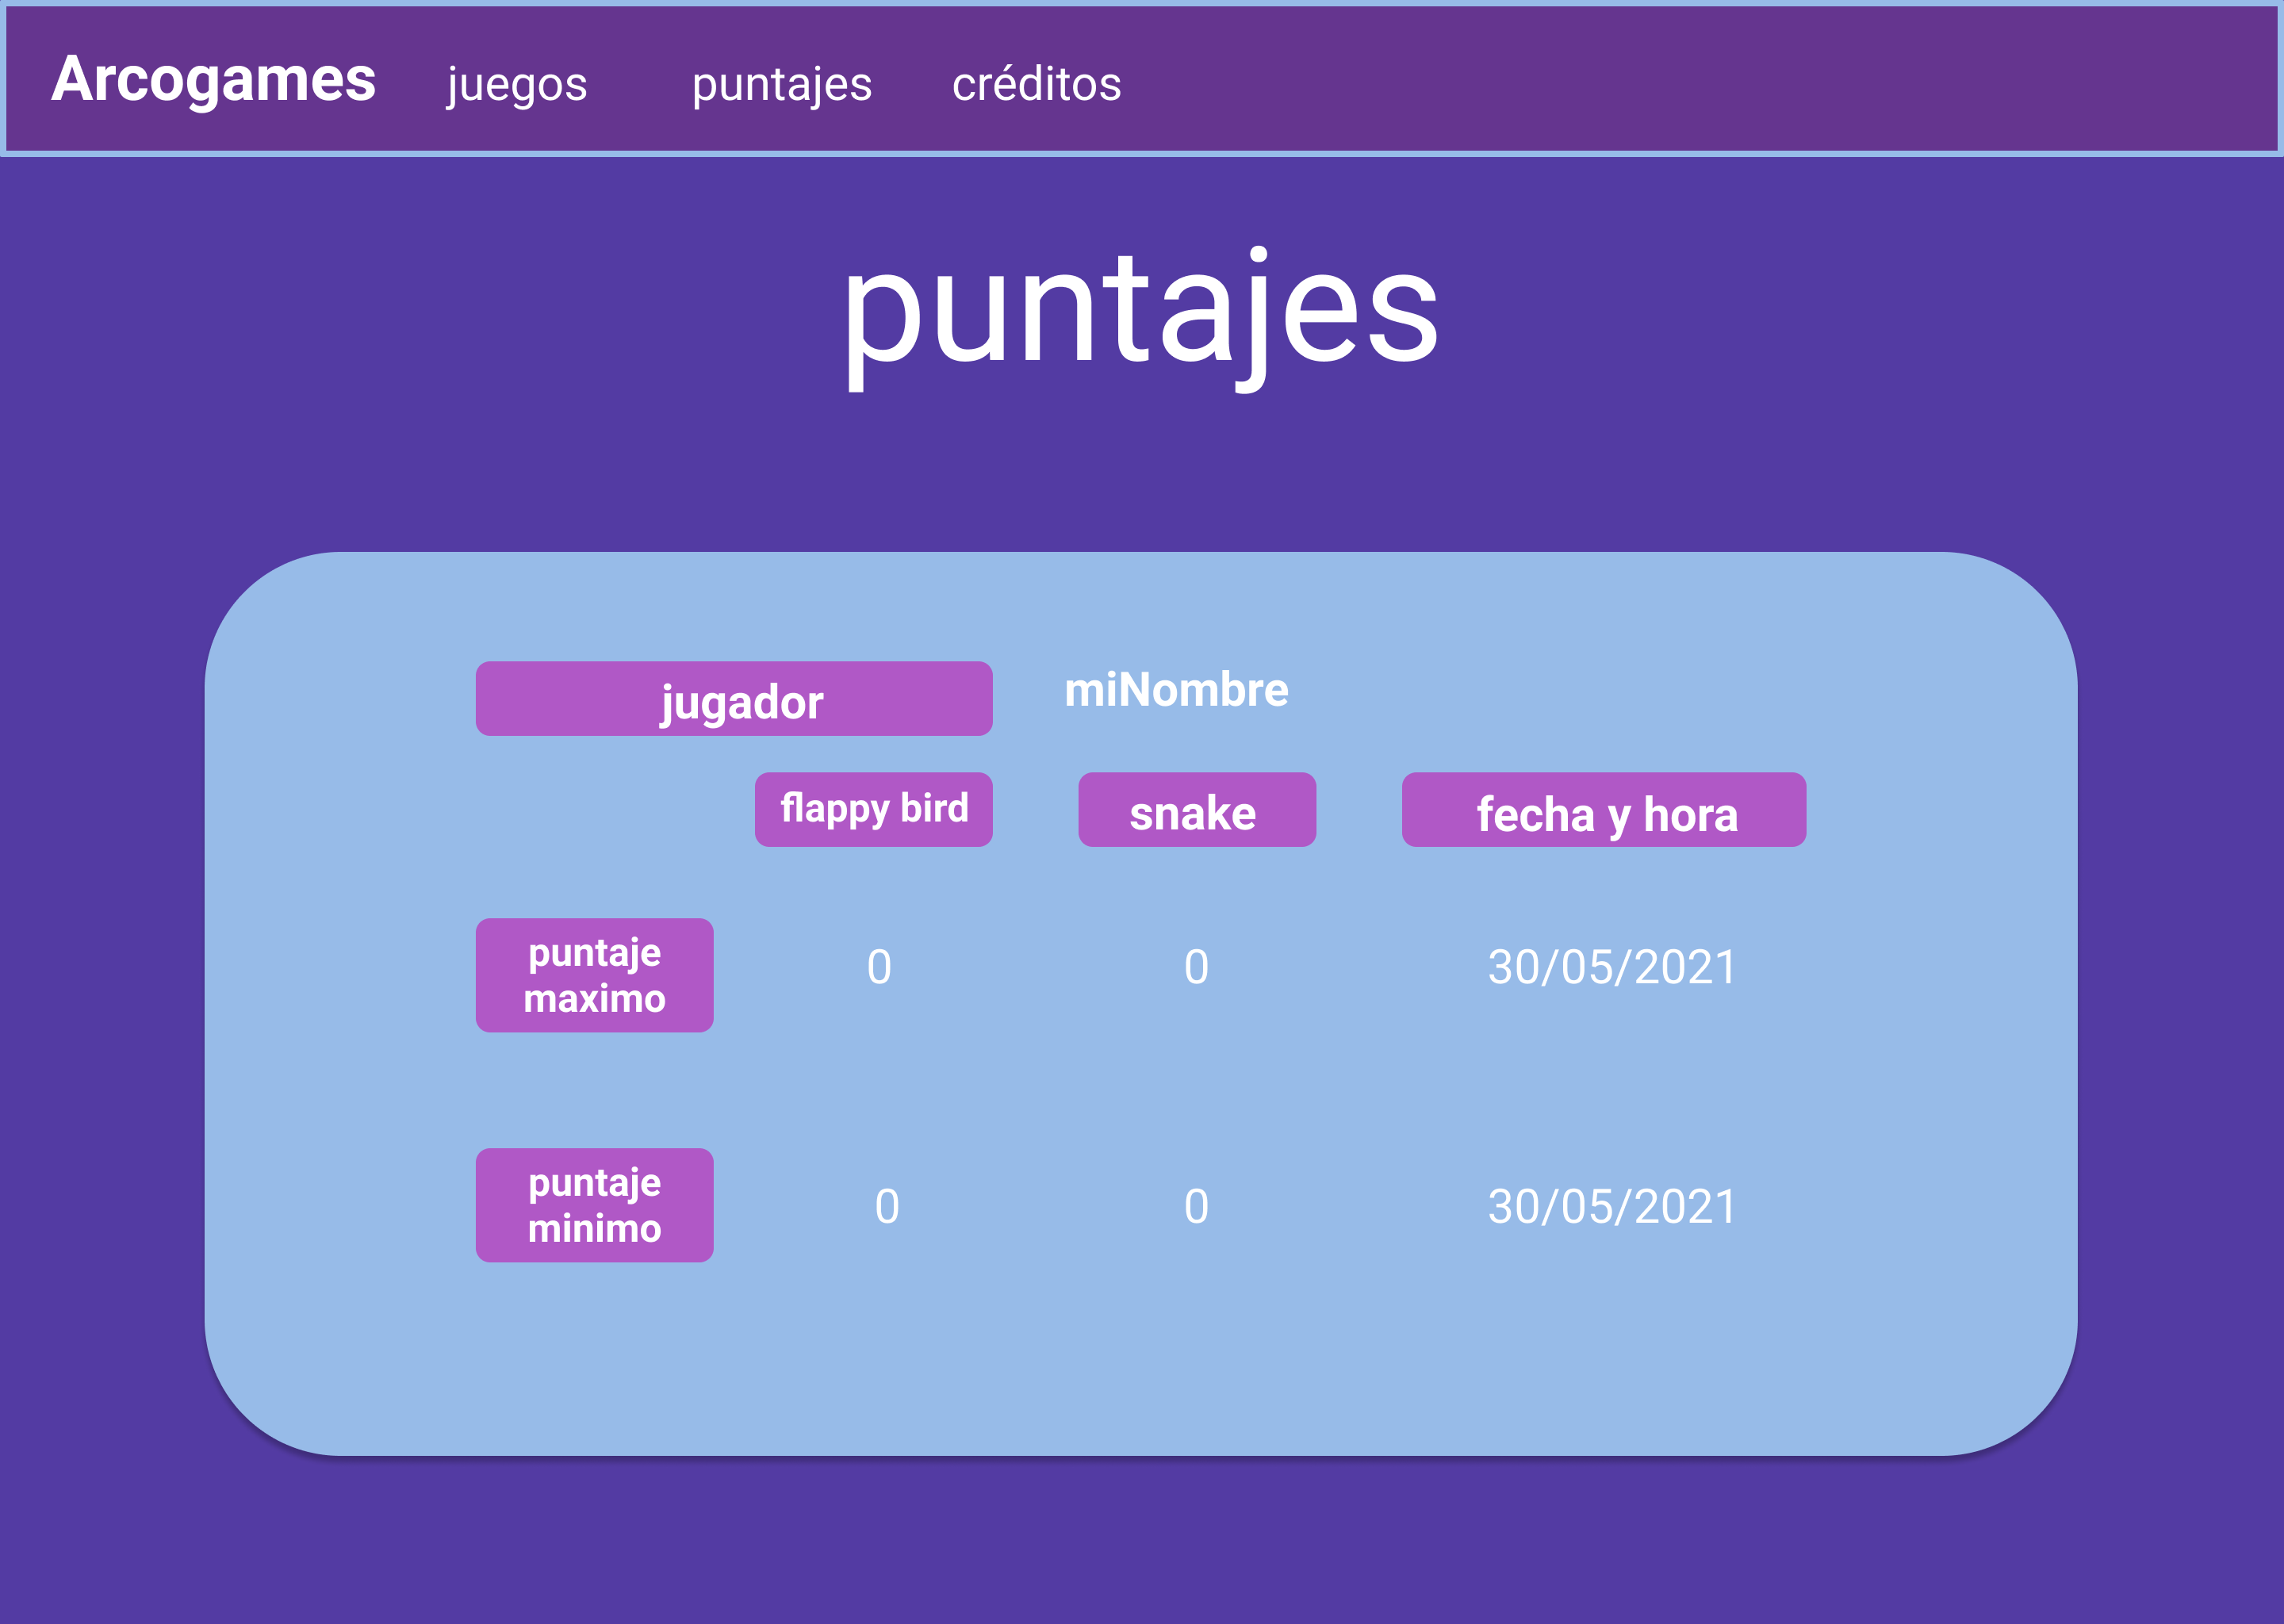 Arcogames juegos puntajes créditos
puntajes
jugador miNombre
flappy bird snake fecha y hora
puntaje
maximo
0 0 30/05/2021
puntaje
minimo
0 0 30/05/2021